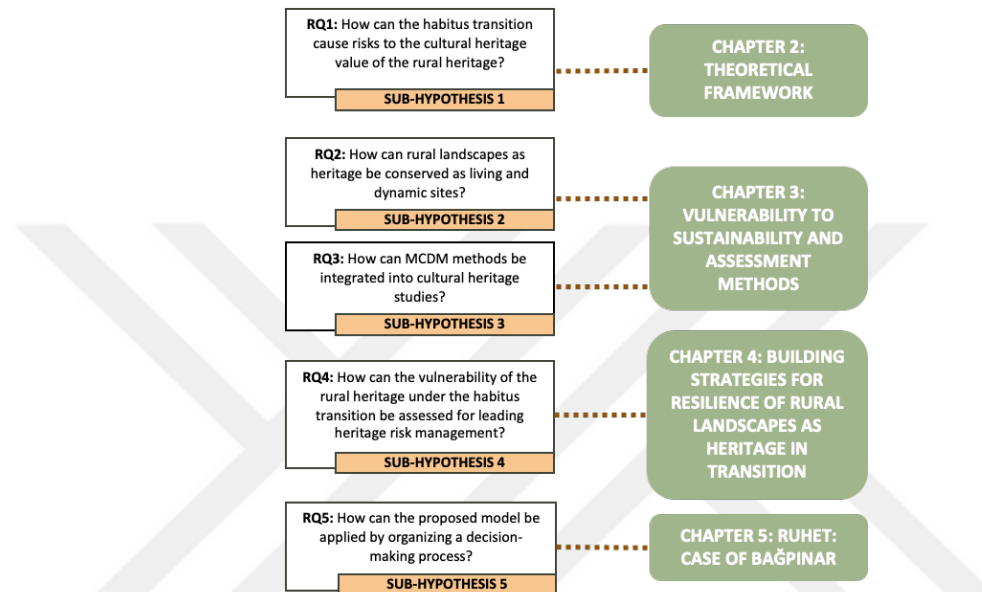 RQ1: How can the habitus transition
cause risks to the cultural heritage
value of the rural heritage?
SUB-HYPOTHESIS 1
CHAPTER 2:
THEORETICAL
FRAMEWORK
RQ2: How can rural landscapes as
heritage be conserved as living and
dynamic sites?
SUB-HYPOTHESIS 2
RQ3: How can MCDM methods be
integrated into cultural heritage
studies?
SUB-HYPOTHESIS 3
CHAPTER 3:
VULNERABILITY TO
SUSTAINABILITY AND
ASSESSMENT
METHODS
RQ4: How can the vulnerability of the
rural heritage under the habitus
transition be assessed for leading
heritage risk management?
SUB-HYPOTHESIS 4
CHAPTER 4: BUILDING
STRATEGIES FOR
RESILIENCE OF RURAL
LANDSCAPES AS
HERITAGE IN
TRANSITION
RQ5: How can the proposed model be
applied by organizing a decision-
making process?
SUB-HYPOTHESIS 5
CHAPTER 5: RUHET:
CASE OF BAĞPINAR